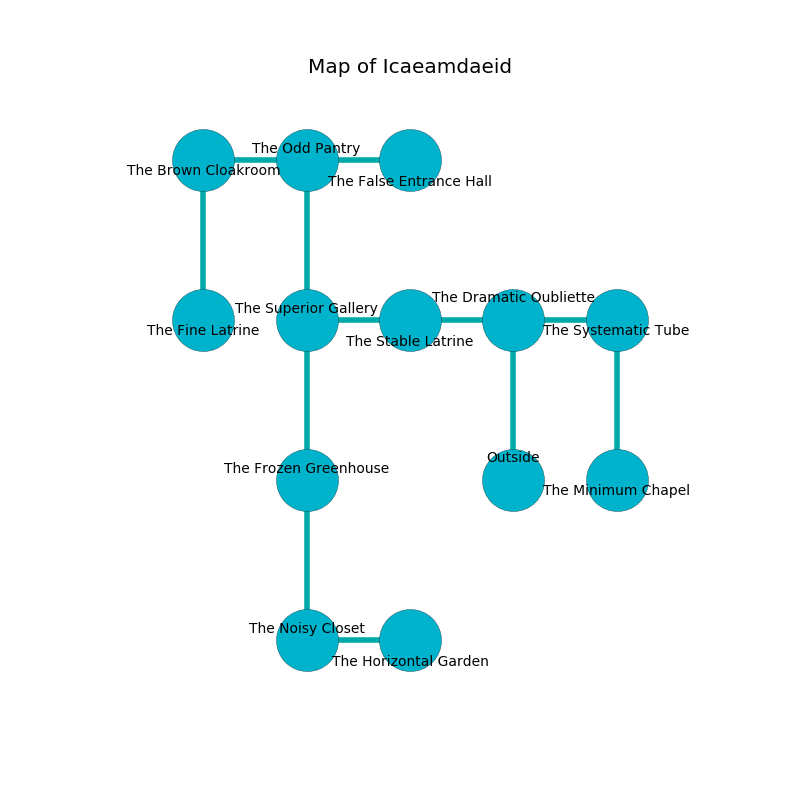 Map of Icaeamdaeid
The Odd Pantry
The Brown Cloakroom
The False Entrance Hall
The Dramatic Oubliette
The Superior Gallery
The Fine Latrine
The Systematic Tube
The Stable Latrine
Outside
The Frozen Greenhouse
The Minimum Chapel
The Noisy Closet
The Horizontal Garden